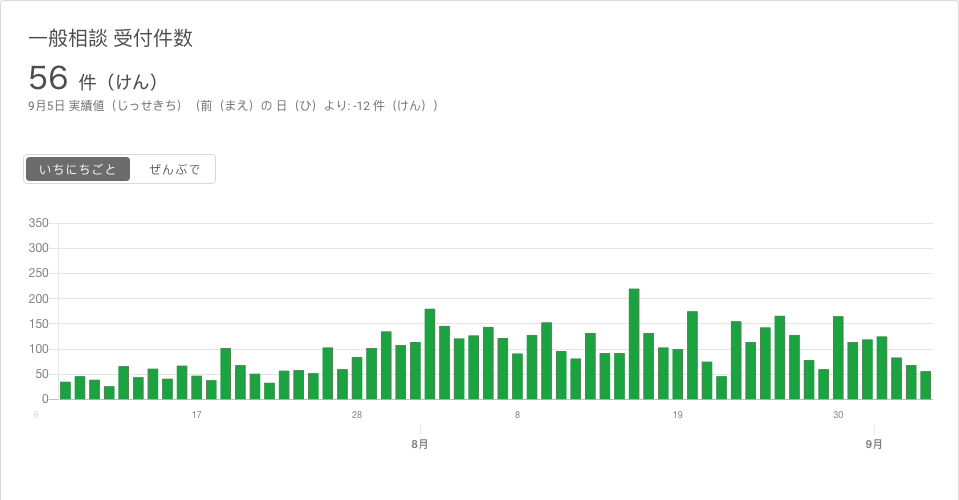 一般相談 受付件数
56 件（けん）
9月5日 実績値（じっせきち）（前（まえ）の 日（ひ）より: -12 件（けん））
いちにちごと ぜんぶで
350
300
250
200
150
100
50
0
6 17 28 8 19 30
8月 9月